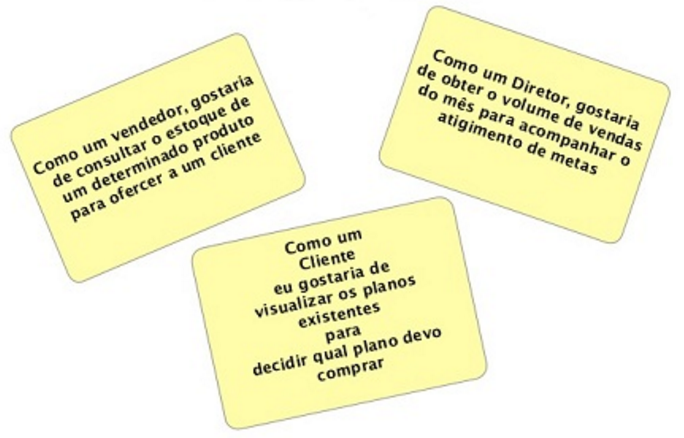 Como um vendedor, gostaria
de consultar o estoque de
um determinado produto
para ofercer a um cliente
Como um Diretor, gostaria
de obter o volume de vendas
do mês para acompanhar o
atigimento de metas
Como um
Cliente
eu gostaria de
visualizar os planos
existentes
para
decidir qual plano devo
comprar